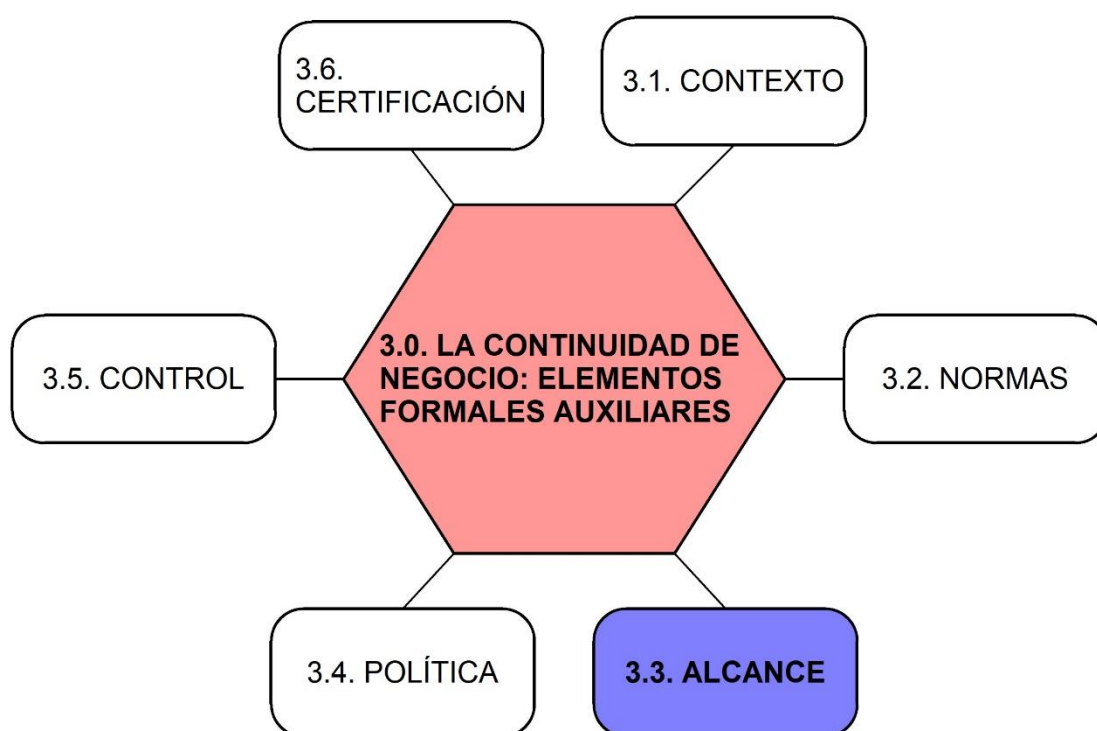 3.6.
CERTIFICACIÓN
3.1. CONTEXTO
3.5. CONTROL
3.0. LA CONTINUIDAD DE
NEGOCIO: ELEMENTOS
FORMALES AUXILIARES
3.2. NORMAS
3.4. POLÍTICA
3.3. ALCANCE